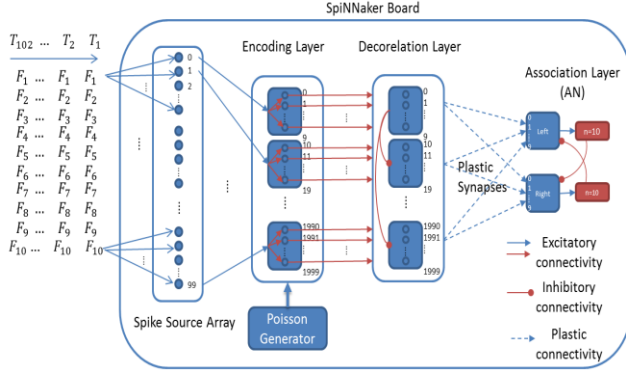 SpiNNaker Board
T102 ... T2 T1
Encoding Layer
Decorelation Layer
Association Layer
(AN)
F1 ... F1 F1
F2 ... F2 F2
F3 ... F3 F3
F4 ... F4 F4
F5 ... F5 F5
F6 ... F6 F6
F7 ... F7 F7
F8 ... F8 F8
F9 ... F9 F9
F10 ... F10 F10
0
1
2
99
Spike Source Array
0
1
9
10
11
19
1990
1991
1999
Poisson
Generator
0
1
9
10
11
19
1990
1991
1999
Plastic
Synapses
Left
n=10
Right
n=10
Excitatory
connectivity
Inhibitory
connectivity
Plastic
connectivity